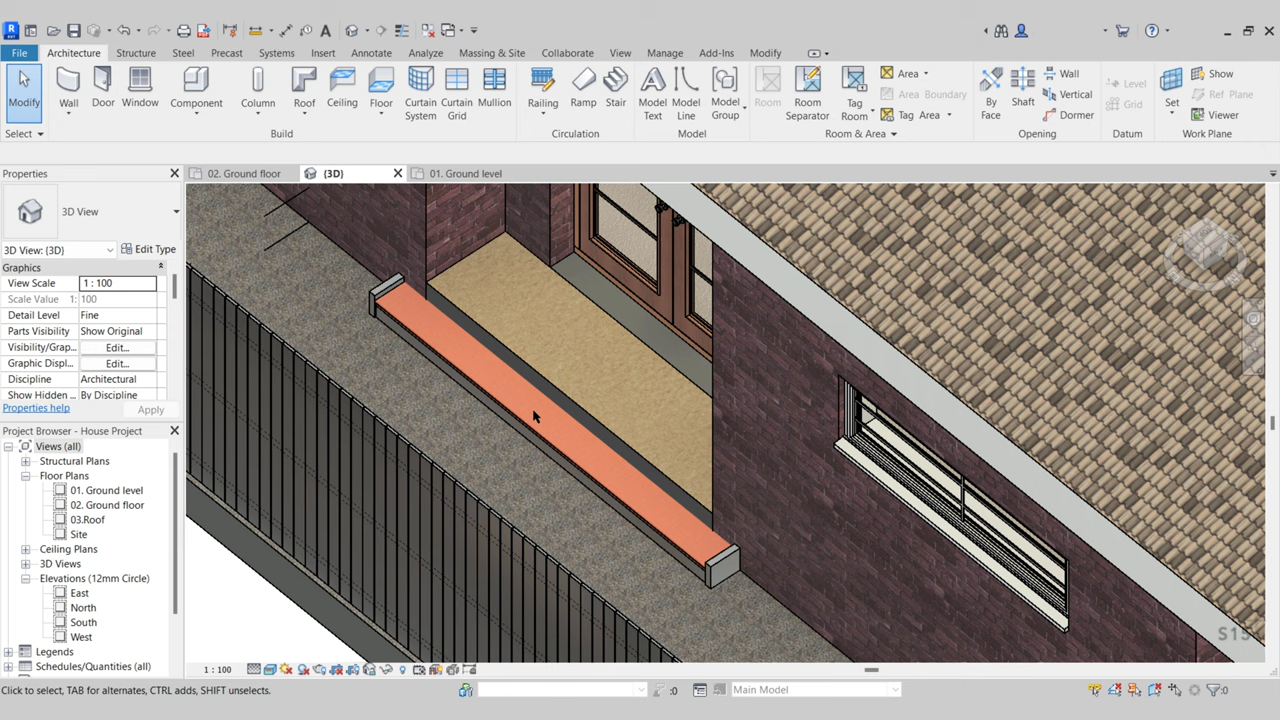 File Architecture Structure Steel Precast Systems Insert Annotate Analyze Massing & Site Collaborate View Manage Add-Ins Modify
Modify Wall Door Window Component Column Roof Ceiling Floor Curtain System Curtain Grid Mullion Railing Ramp Stair Model Text Model Line Model Group Room Room Separator Tag Room Area Area Boundary Tag Area By Face Shaft Wall Vertical Dormer Level Grid Set Show Ref Plane Viewer
Select Build Circulation Model Room & Area Opening Datum Work Plane
Properties
02. Ground floor {3D} 01. Ground level
3D View
3D View: {3D} Edit Type
Graphics
View Scale 1 : 100
Scale Value 1: 100
Detail Level Fine
Parts Visibility Show Original
Visibility/Grap... Edit...
Graphic Displ... Edit...
Discipline Architectural
Show Hidden ... By Discipline
Properties help Apply
Project Browser - House Project
Views (all)
Structural Plans
Floor Plans
01. Ground level
02. Ground floor
03.Roof
Site
Ceiling Plans
3D Views
Elevations (12mm Circle)
East
North
South
West
Legends
Schedules/Quantities (all)
1 : 100
Click to select, TAB for alternates, CTRL adds, SHIFT unselects.
:0
Main Model
:0